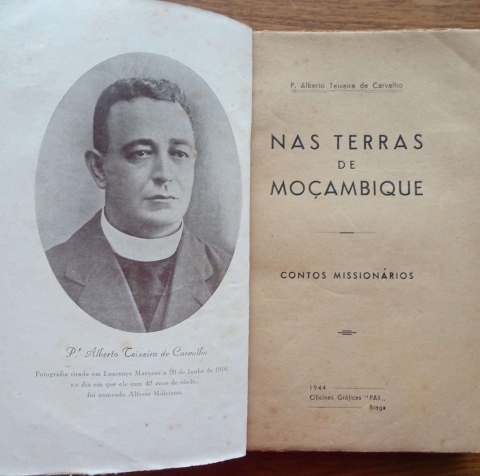 P.e Alberto Teixeira de Carvalho
Fotografia tirada em Lourenço Marques a 20 de Junho de 1918,
e o dia em que ele com 42 anos de idade,
foi nomeado Alferes Miliciano.
P. Alberto Teixeira de Carvalho
NAS TERRAS
DE
MOÇAMBIQUE
CONTOS MISSIONÁRIOS
1944
Oficinas Gráficas "PAX"
Braga